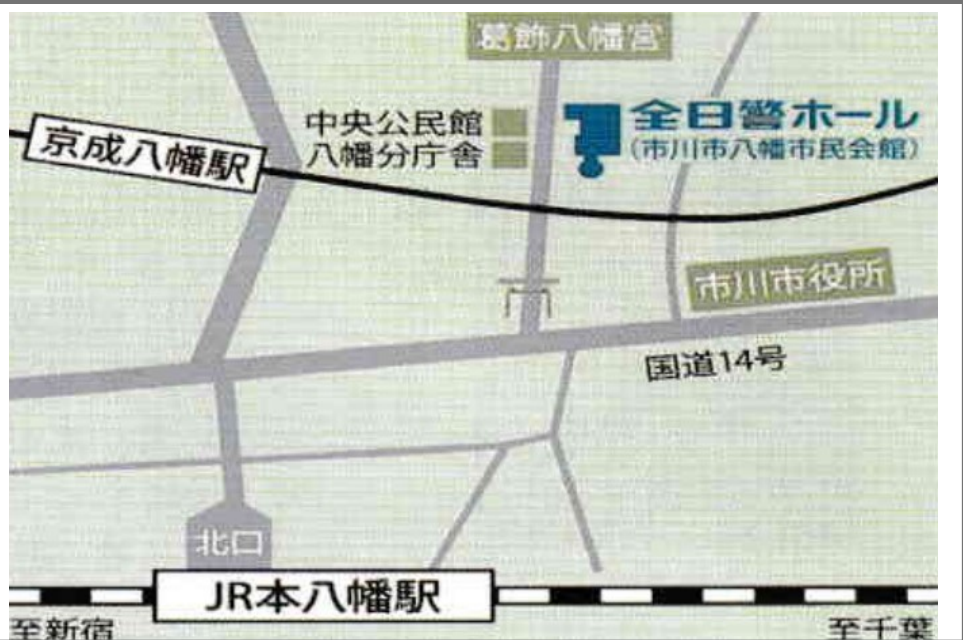 葛飾八幡宮
中央公民館
八幡分庁舎
全日警ホール
(市川市八幡市民会館)
京成八幡駅
市川市役所
国道14号
北口
JR本八幡駅
至新宿
至千葉